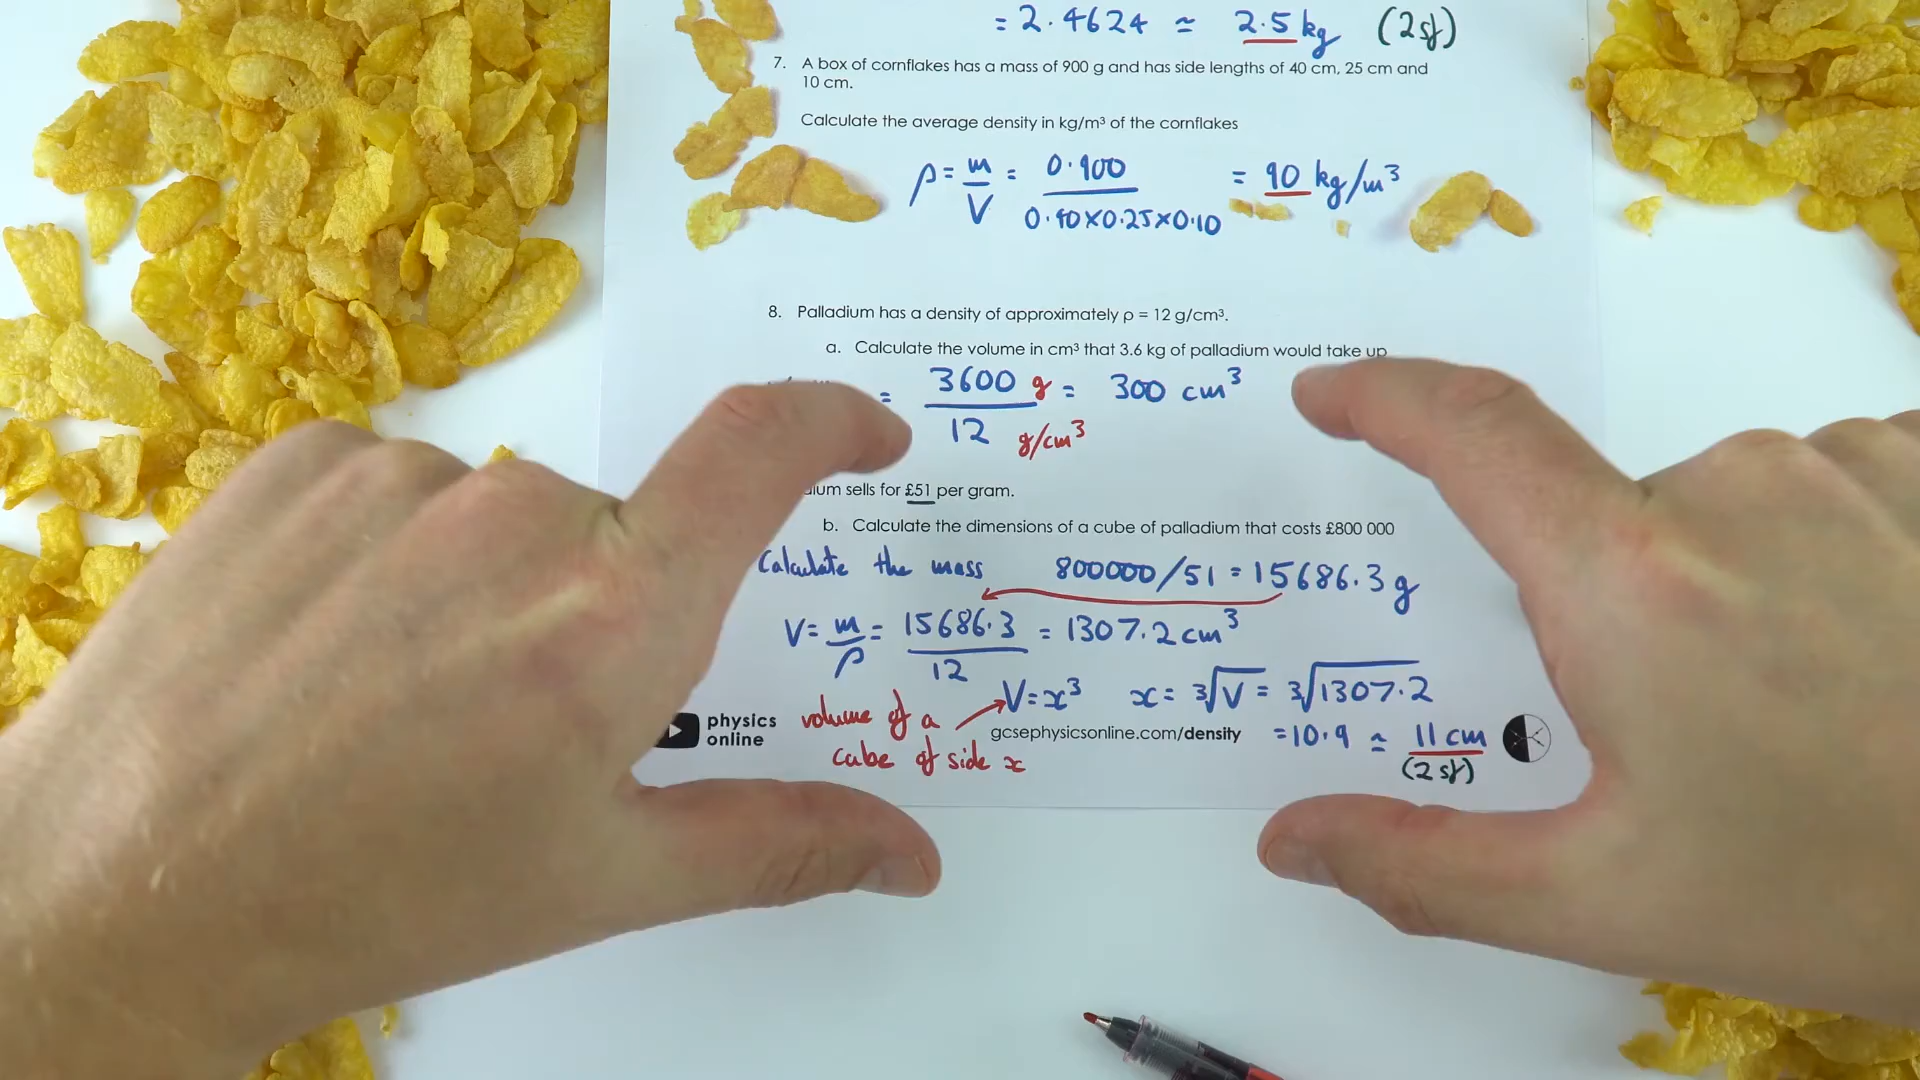 = 2.4624 ≃ 2.5 kg (2sf)
7. A box of cornflakes has a mass of 900 g and has side lengths of 40 cm, 25 cm and
10 cm.
Calculate the average density in kg/m³ of the cornflakes
ρ = m/V = 0.900 / 0.40×0.25×0.10 = 90 kg/m³
8. Palladium has a density of approximately ρ = 12 g/cm³.
a. Calculate the volume in cm³ that 3.6 kg of palladium would take up
= 3600 g / 12 g/cm³ = 300 cm³
sells for £51 per gram.
b. Calculate the dimensions of a cube of palladium that costs £800 000
Calculate the mass 800000/51 = 15686.3 g
V = m/ρ = 15686.3 / 12 = 1307.2 cm³
V = x³ x = ³√V = ³√1307.2
volume of a
cube of side x
= 10.9 ≃ 11 cm
(2 sf)
physics
online
gcsephysicsonline.com/density